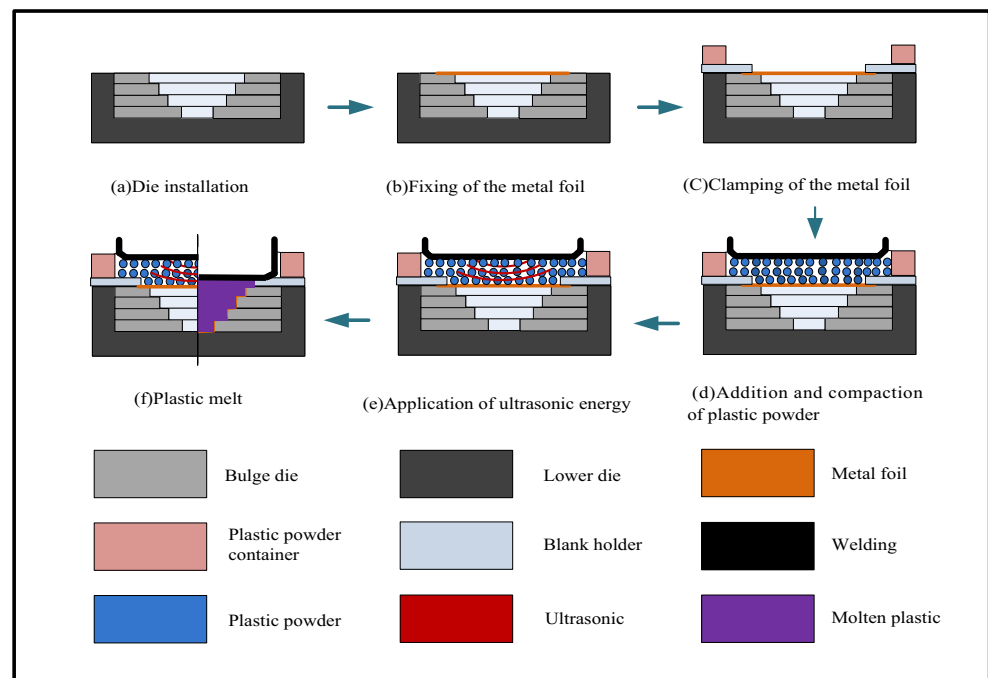 (a)Die installation
(b)Fixing of the metal foil
(C)Clamping of the metal foil
(f)Plastic melt
(e)Application of ultrasonic energy
(d)Addition and compaction
of plastic powder
Bulge die
Lower die
Metal foil
Plastic powder
container
Blank holder
Welding
Plastic powder
Ultrasonic
Molten plastic